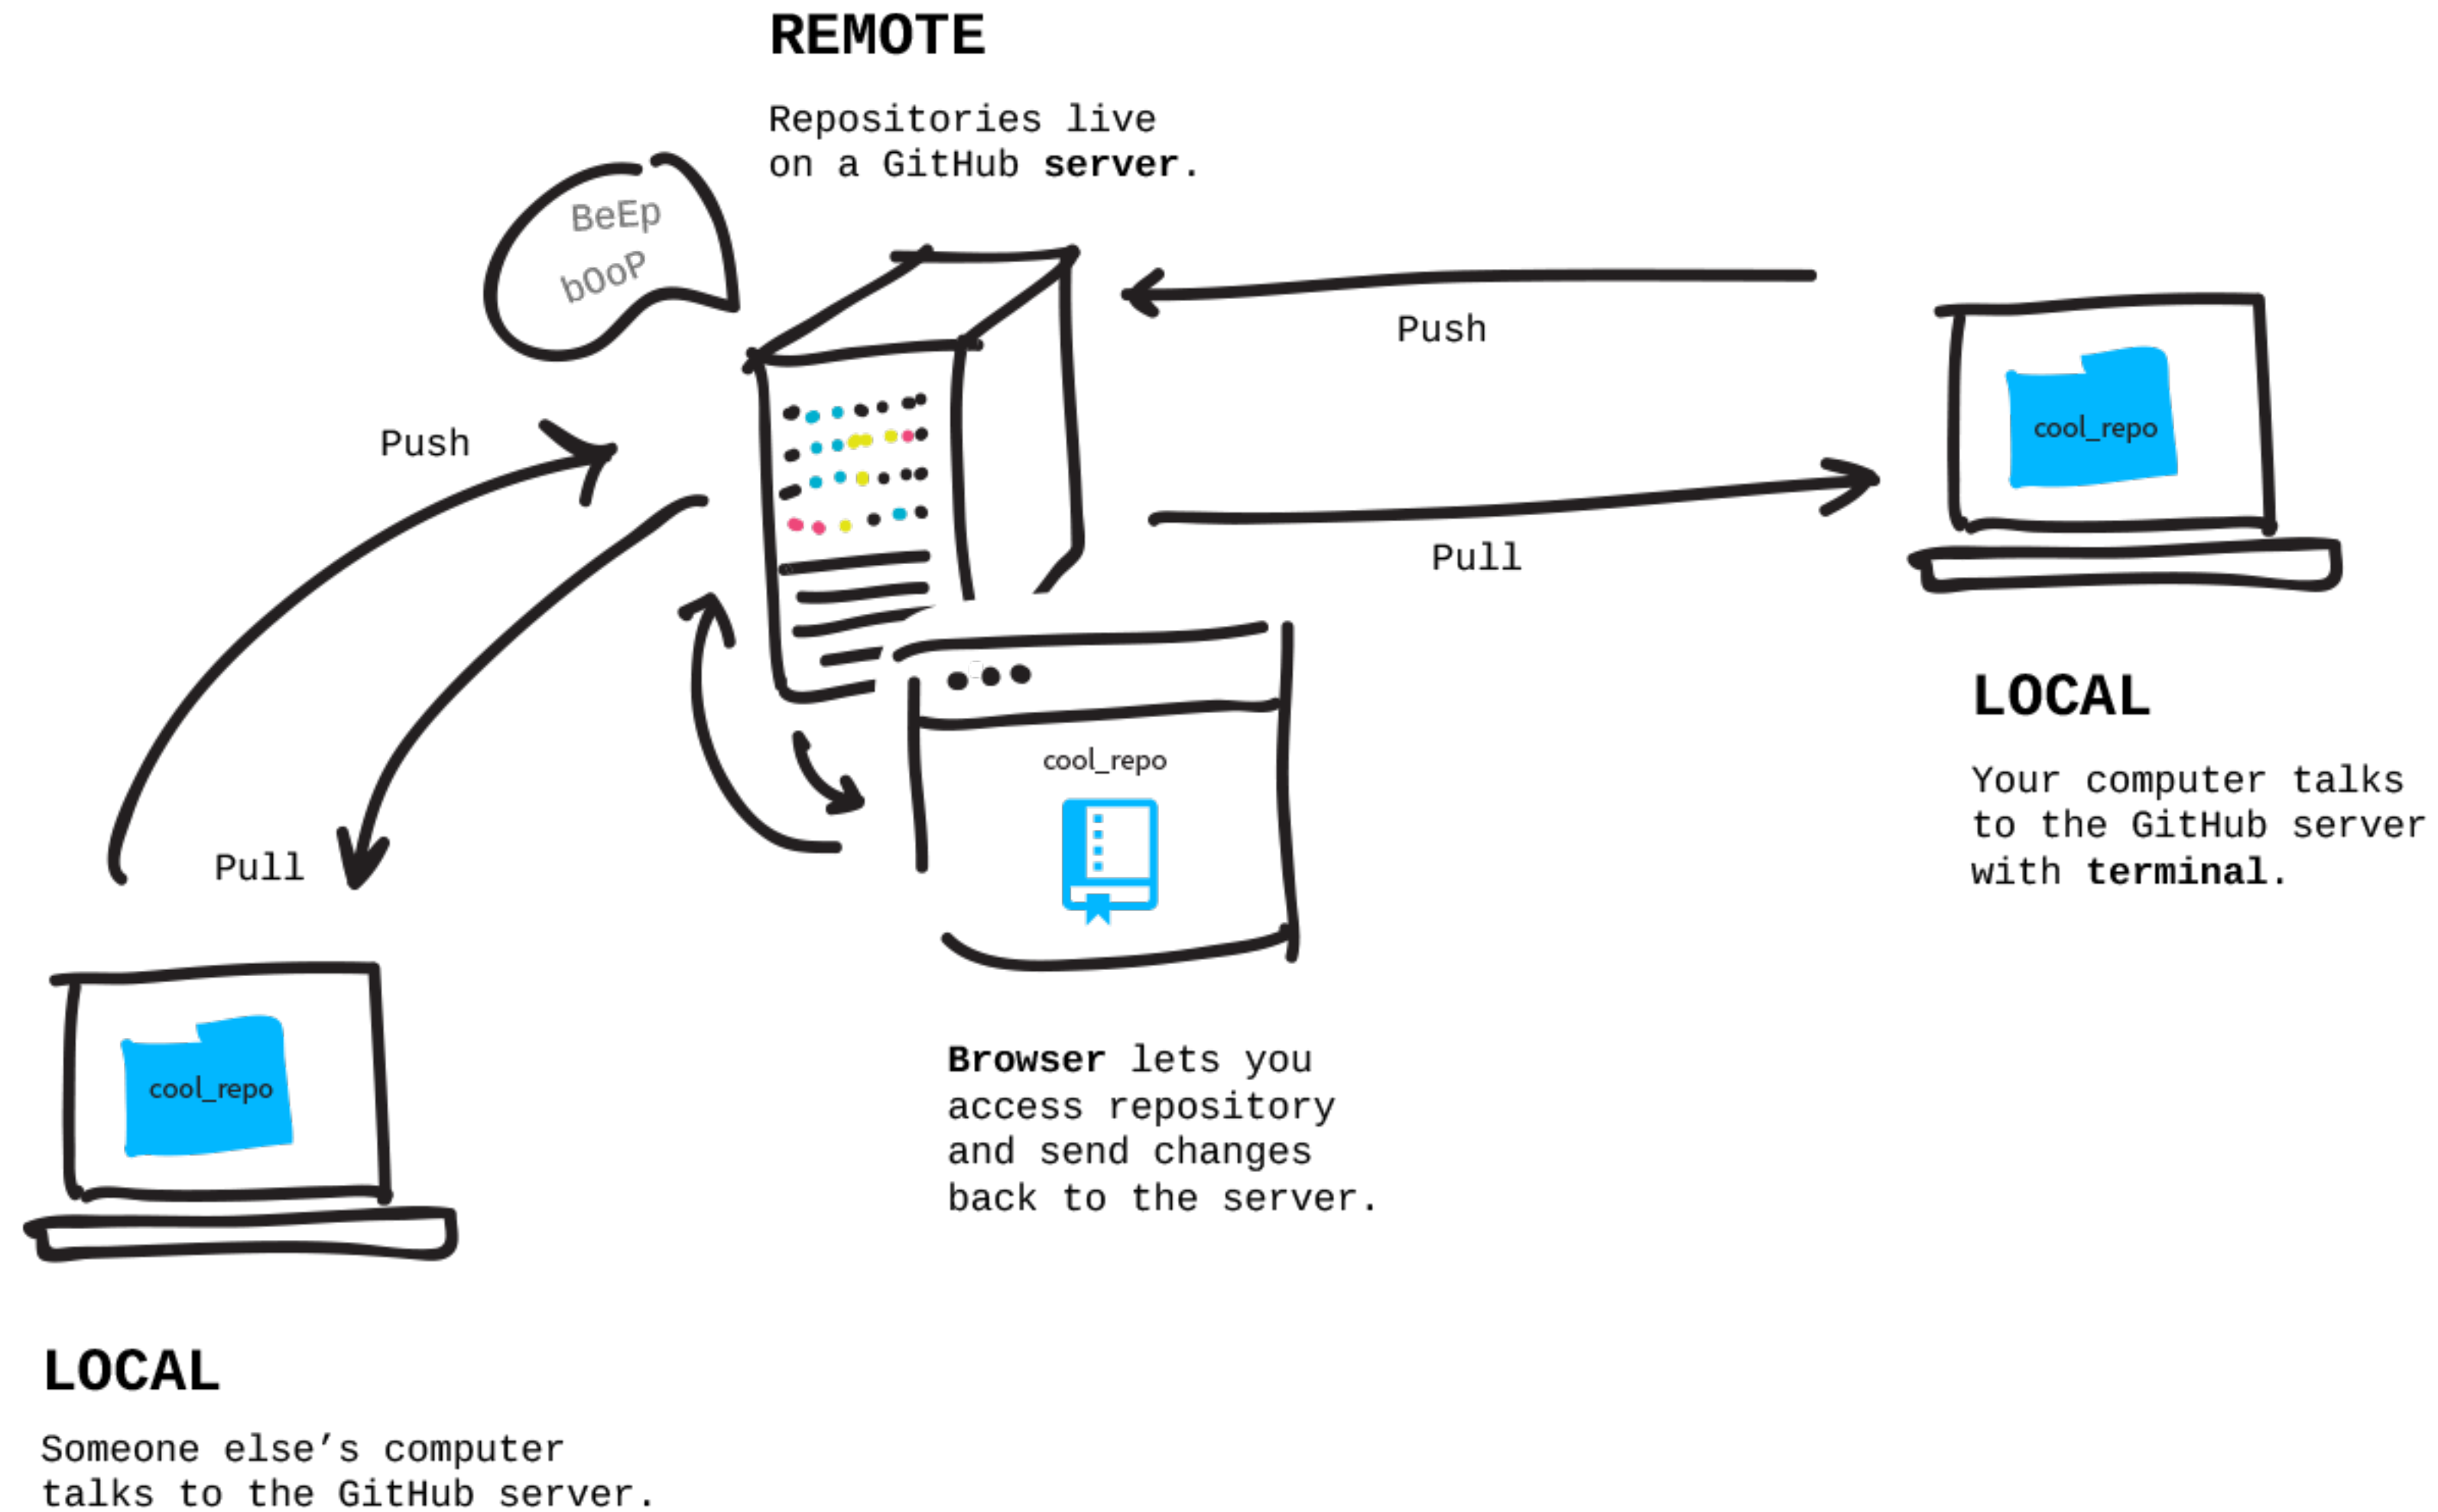 REMOTE
Repositories live
on a GitHub server.
BeEp
bOoP
Push
Pull
Push
Pull
cool_repo
LOCAL
Your computer talks
to the GitHub server
with terminal.
cool_repo
Browser lets you
access repository
and send changes
back to the server.
cool_repo
LOCAL
Someone else’s computer
talks to the GitHub server.